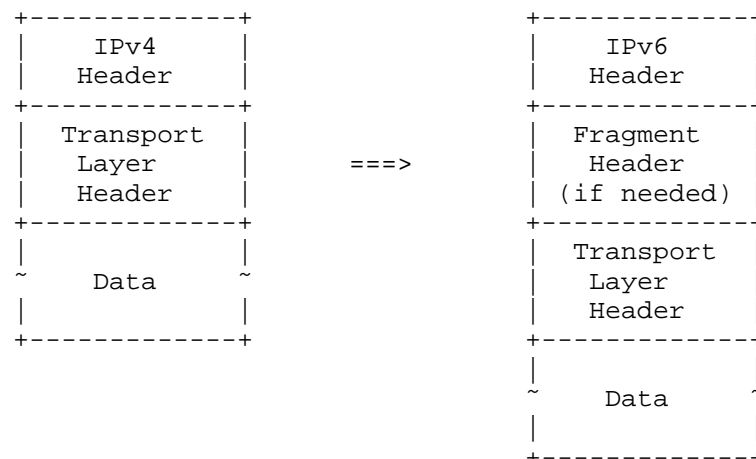 IPv4 IPv6
Header Header
Transport Fragment
Layer ===> Header
Header (if needed)
Transport
Data Layer
Header
Data